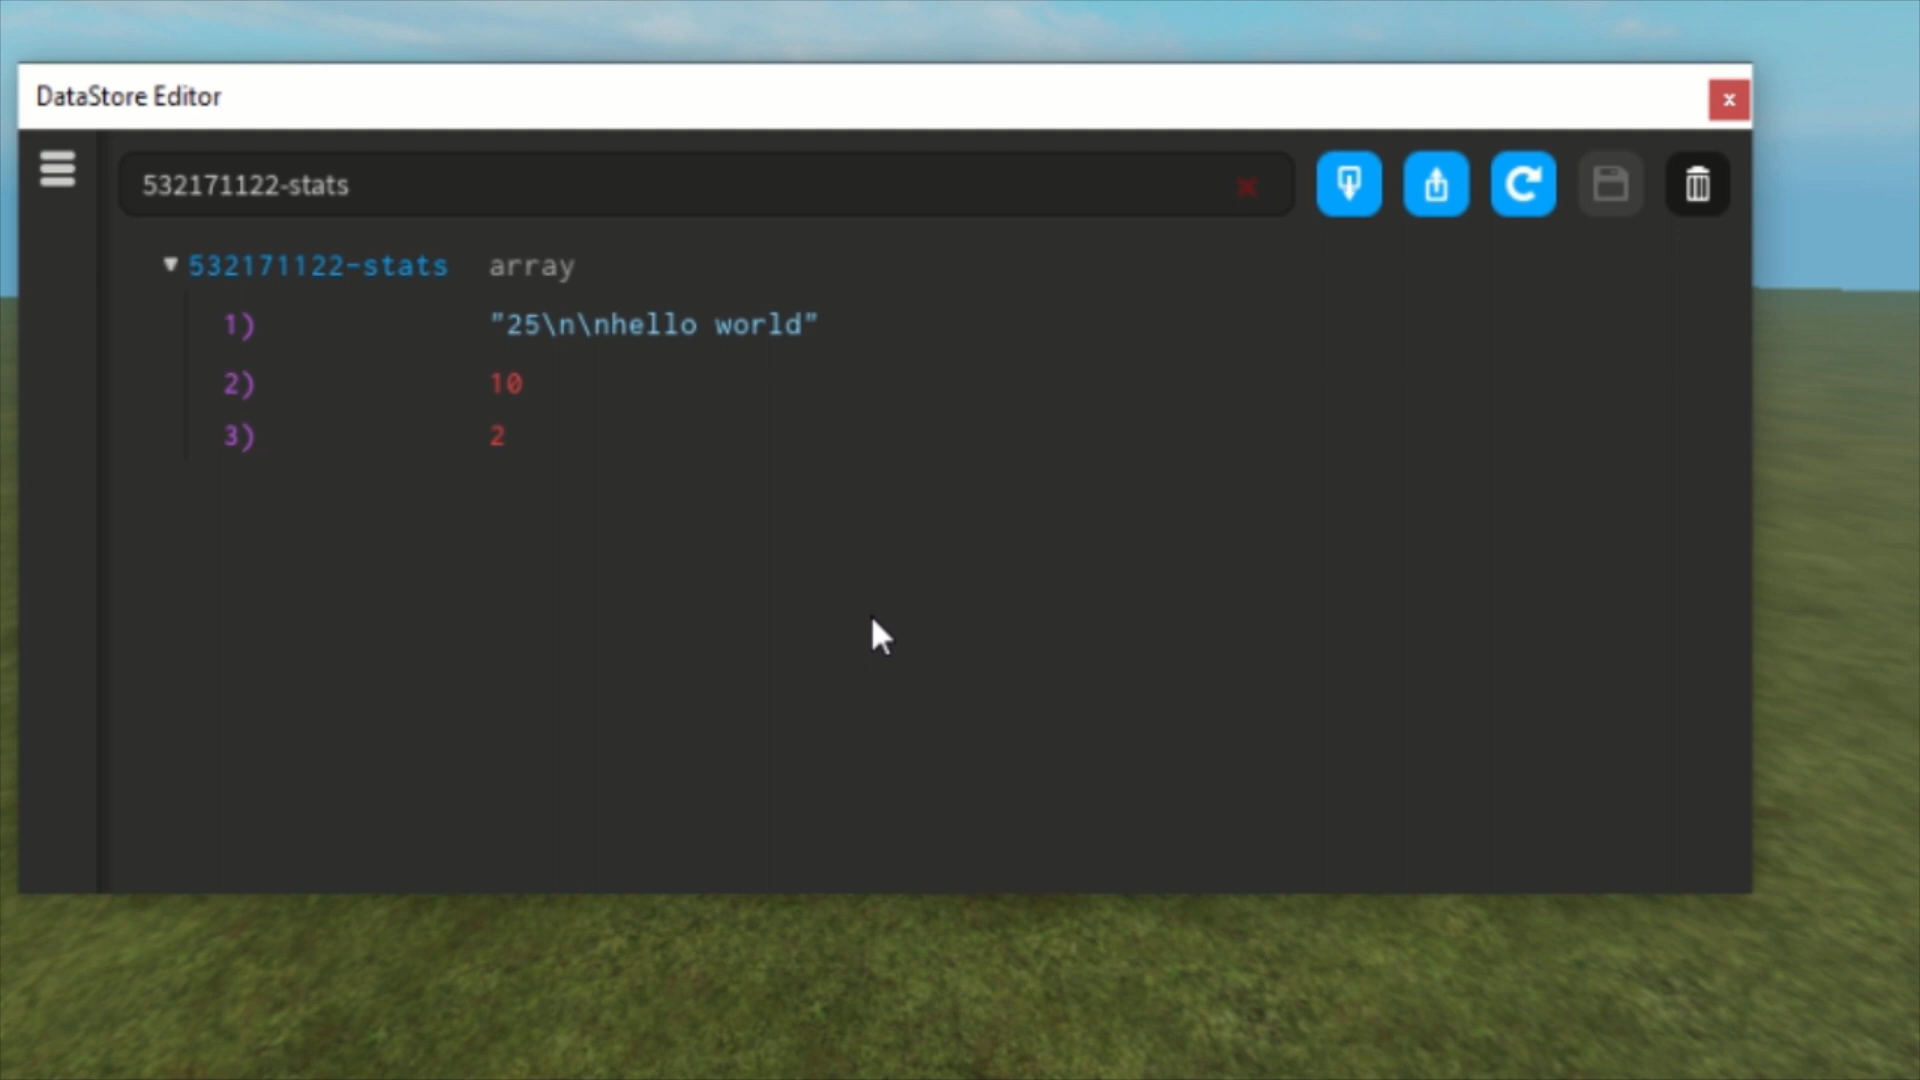 DataStore Editor
x
532171122-stats
▼ 532171122-stats array
1) "25\n\nhello world"
2) 10
3) 2